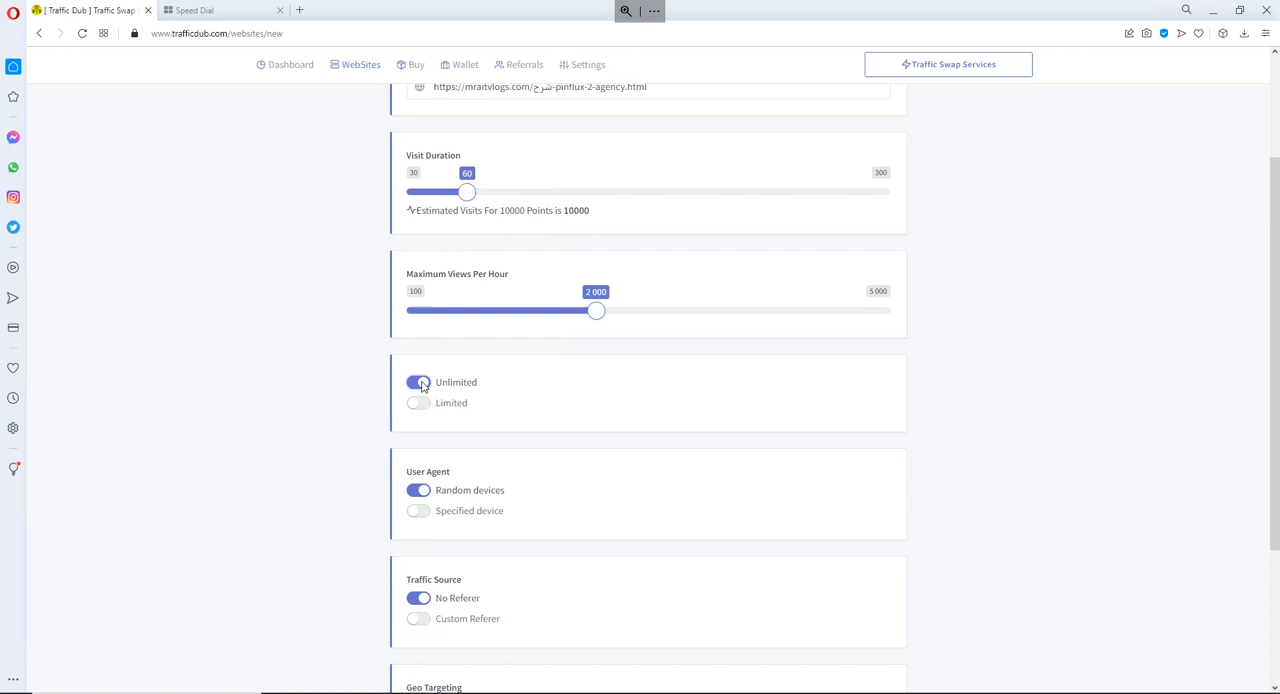 [ Traffic Dub ] Traffic Swap
Speed Dial
www.trafficdub.com/websites/new
Dashboard
WebSites
Buy
Wallet
Referrals
Settings
Traffic Swap Services
https://mraitvlogs.com/شرح-pinflux-2-agency.html
Visit Duration
30
60
300
Estimated Visits For 10000 Points is 10000
Maximum Views Per Hour
100
2 000
5 000
Unlimited
Limited
User Agent
Random devices
Specified device
Traffic Source
No Referer
Custom Referer
Geo Targeting